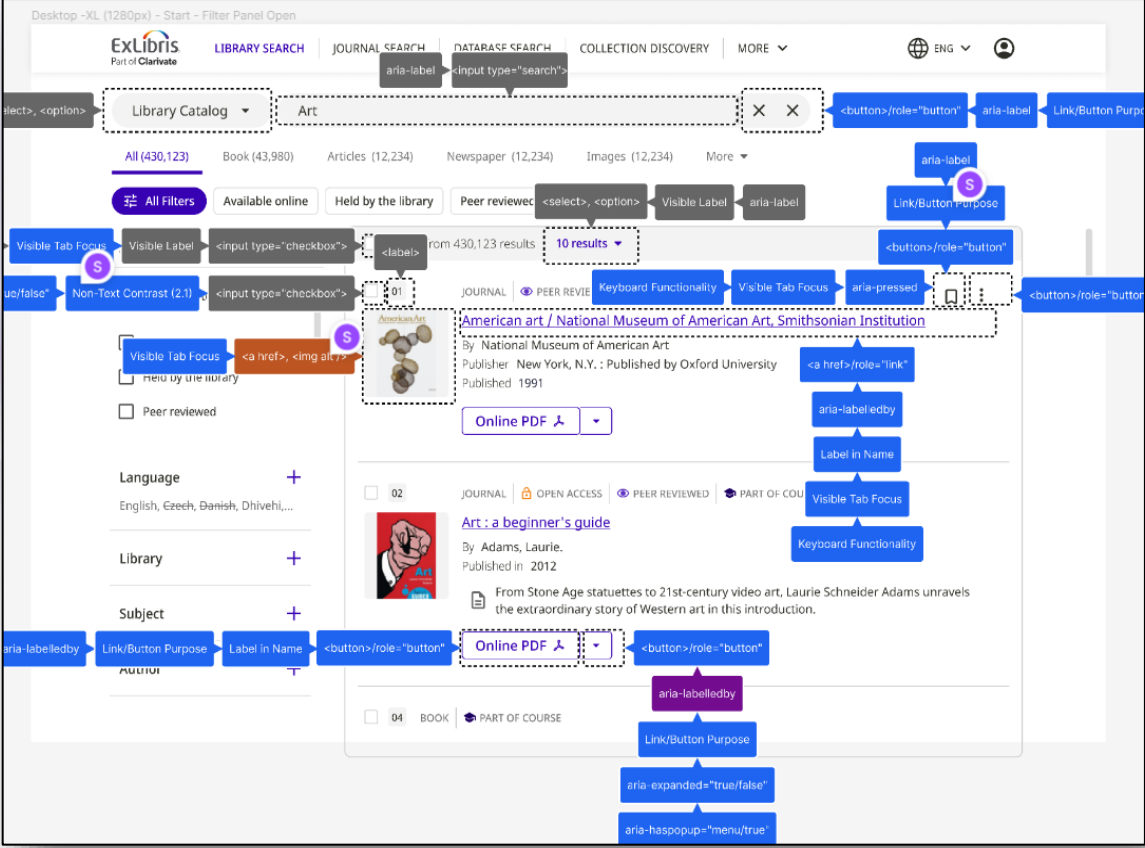 Desktop -XL (1280px) - Start - Filter Panel Open
ExLibris
Part of Clarivate
LIBRARY SEARCH
JOURNAL SEARCH
DATABASE SEARCH
COLLECTION DISCOVERY
MORE
ENG
aria-label
<input type="search">
<option>
Library Catalog
Art
<button>/role="button"
aria-label
Link/Button
All (430,123)
Book (43,980)
Articles (12,234)
Newspaper (12,234)
Images (12,234)
More
aria-label
S
All Filters
Available online
Held by the library
Peer reviewed
<select>, <option>
Visible Label
aria-label
Link/Button Purpose
Visible Tab Focus
Visible Label
<input type="checkbox">
<label>
from 430,123 results
10 results
<button>/role="button"
S
Non-Text Contrast (2.1)
<input type="checkbox">
01
JOURNAL
PEER
Keyboard Functionality
Visible Tab Focus
aria-pressed
<button>/role="button"
AmericanArt
American art / National Museum of American Art, Smithsonian Institution
S
Visible Tab Focus
<a href>, <img alt />
By National Museum of American Art
Publisher New York, N.Y. : Published by Oxford University
Published 1991
<a href>/role="link"
Held by the library
Peer reviewed
aria-labelledby
Online PDF
Label in Name
Language
English, Czech, Danish, Dhivehi,...
02
JOURNAL
OPEN ACCESS
PEER REVIEWED
PART OF
Visible Tab Focus
Art : a beginner's guide
Keyboard Functionality
By Adams, Laurie.
Published in 2012
Library
Art
From Stone Age statuettes to 21st-century video art, Laurie Schneider Adams unravels
the extraordinary story of Western art in this introduction.
Subject
aria-labelledby
Link/Button Purpose
Label in Name
<button>/role="button"
Online PDF
<button>/role="button"
Author
aria-labelledby
04
BOOK
PART OF COURSE
Link/Button Purpose
aria-expanded="true/false"
aria-haspopup="menu/true"